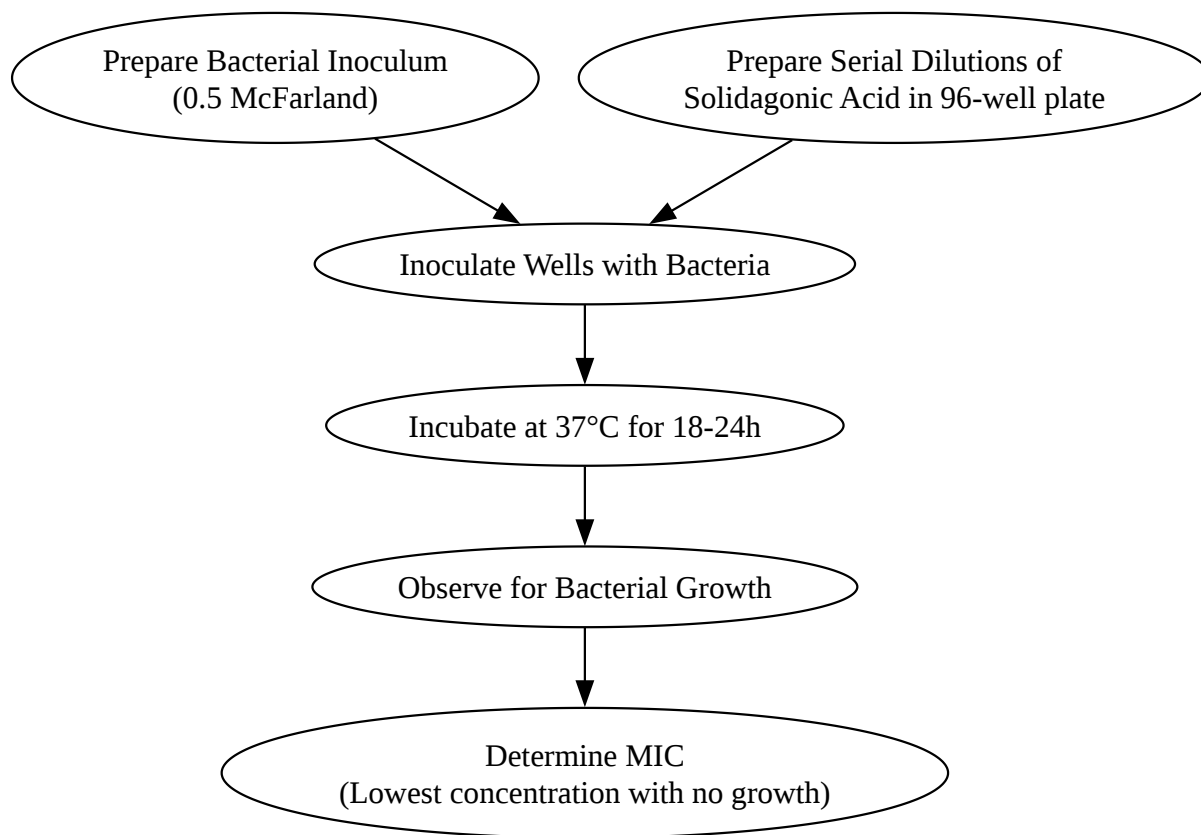 Prepare Bacterial Inoculum
(0.5 McFarland)
Prepare Serial Dilutions of
Solidagonic Acid in 96-well plate
Inoculate Wells with Bacteria
Incubate at 37°C for 18-24h
Observe for Bacterial Growth
Determine MIC
(Lowest concentration with no growth)